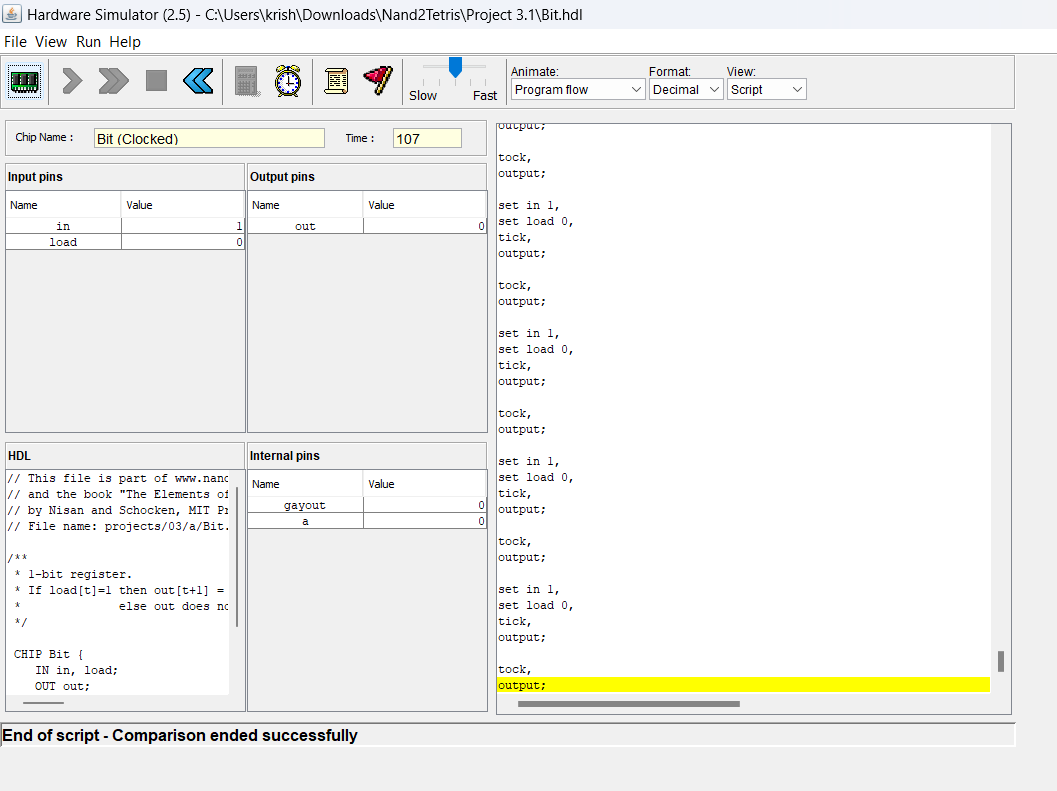 Hardware Simulator (2.5) - C:\Users\krish\Downloads\Nand2Tetris\Project 3.1\Bit.hdl
File View Run Help
Slow Fast
Animate: Format: View:
Program flow Decimal Script
Chip Name : Bit (Clocked) Time : 107
Input pins
Name Value
in 1
load 0
Output pins
Name Value
out 0
HDL
// This file is part of www.nand
// and the book "The Elements of
// by Nisan and Schocken, MIT Pr
// File name: projects/03/a/Bit.
/**
* 1-bit register.
* If load[t]=1 then out[t+1] =
* else out does no
*/
CHIP Bit {
IN in, load;
OUT out;
Internal pins
Name Value
gayout 0
a 0
output;
tock,
output;
set in 1,
set load 0,
tick,
output;
tock,
output;
set in 1,
set load 0,
tick,
output;
tock,
output;
set in 1,
set load 0,
tick,
output;
tock,
output;
set in 1,
set load 0,
tick,
output;
tock,
output;
End of script - Comparison ended successfully